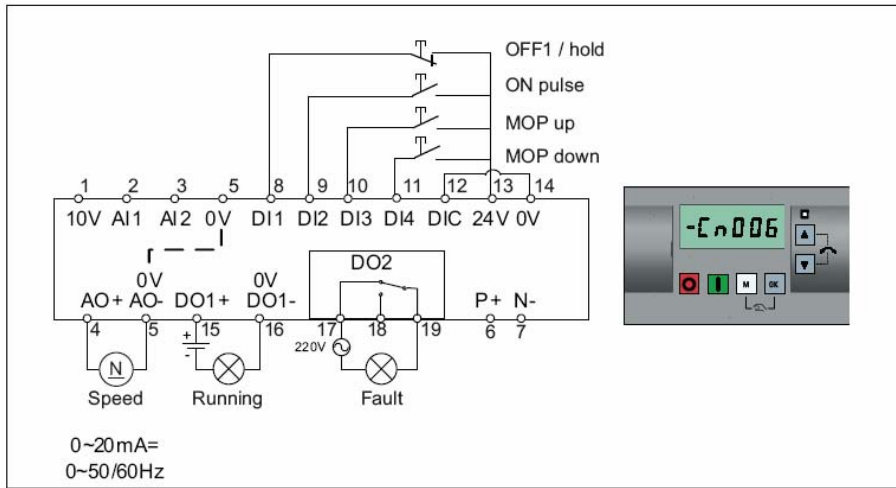 OFF1 / hold
ON pulse
MOP up
MOP down
1 2 3 5 8 9 10 11 12 13 14
10V AI1 AI2 0V DI1 DI2 DI3 DI4 DIC 24V 0V
-Cn006
0V 0V DO2
AO+ AO- DO1+ DO1- P+ N-
4 5 15 16 17 18 19 6 7
+
-
220V
N
M OK
Speed Running Fault
0~20mA=
0~50/60Hz